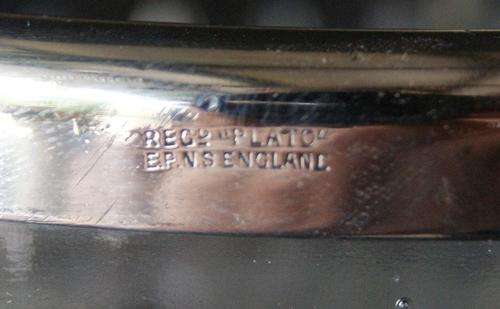 REGD "PLATO"
E.P.N.S ENGLAND.